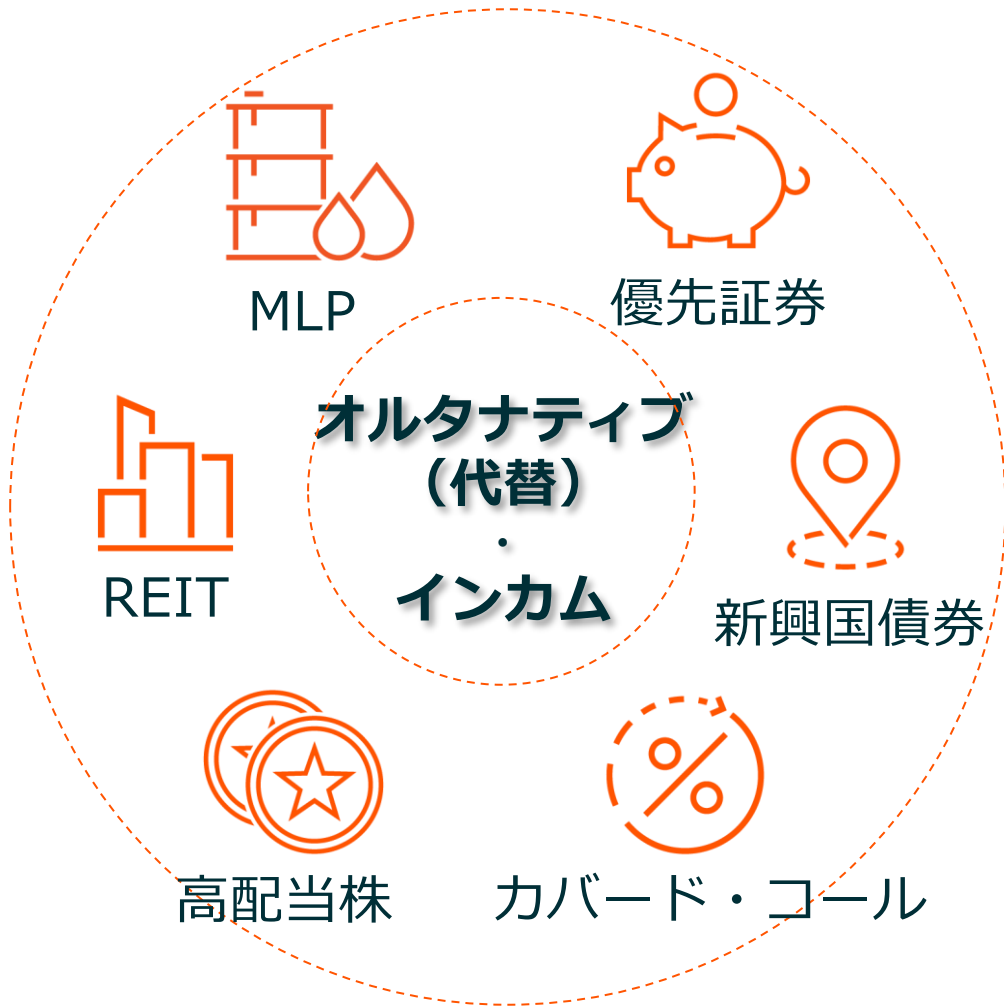 MLP
優先証券
オルタナティブ
（代替）
・
インカム
REIT
新興国債券
高配当株
カバード・コール